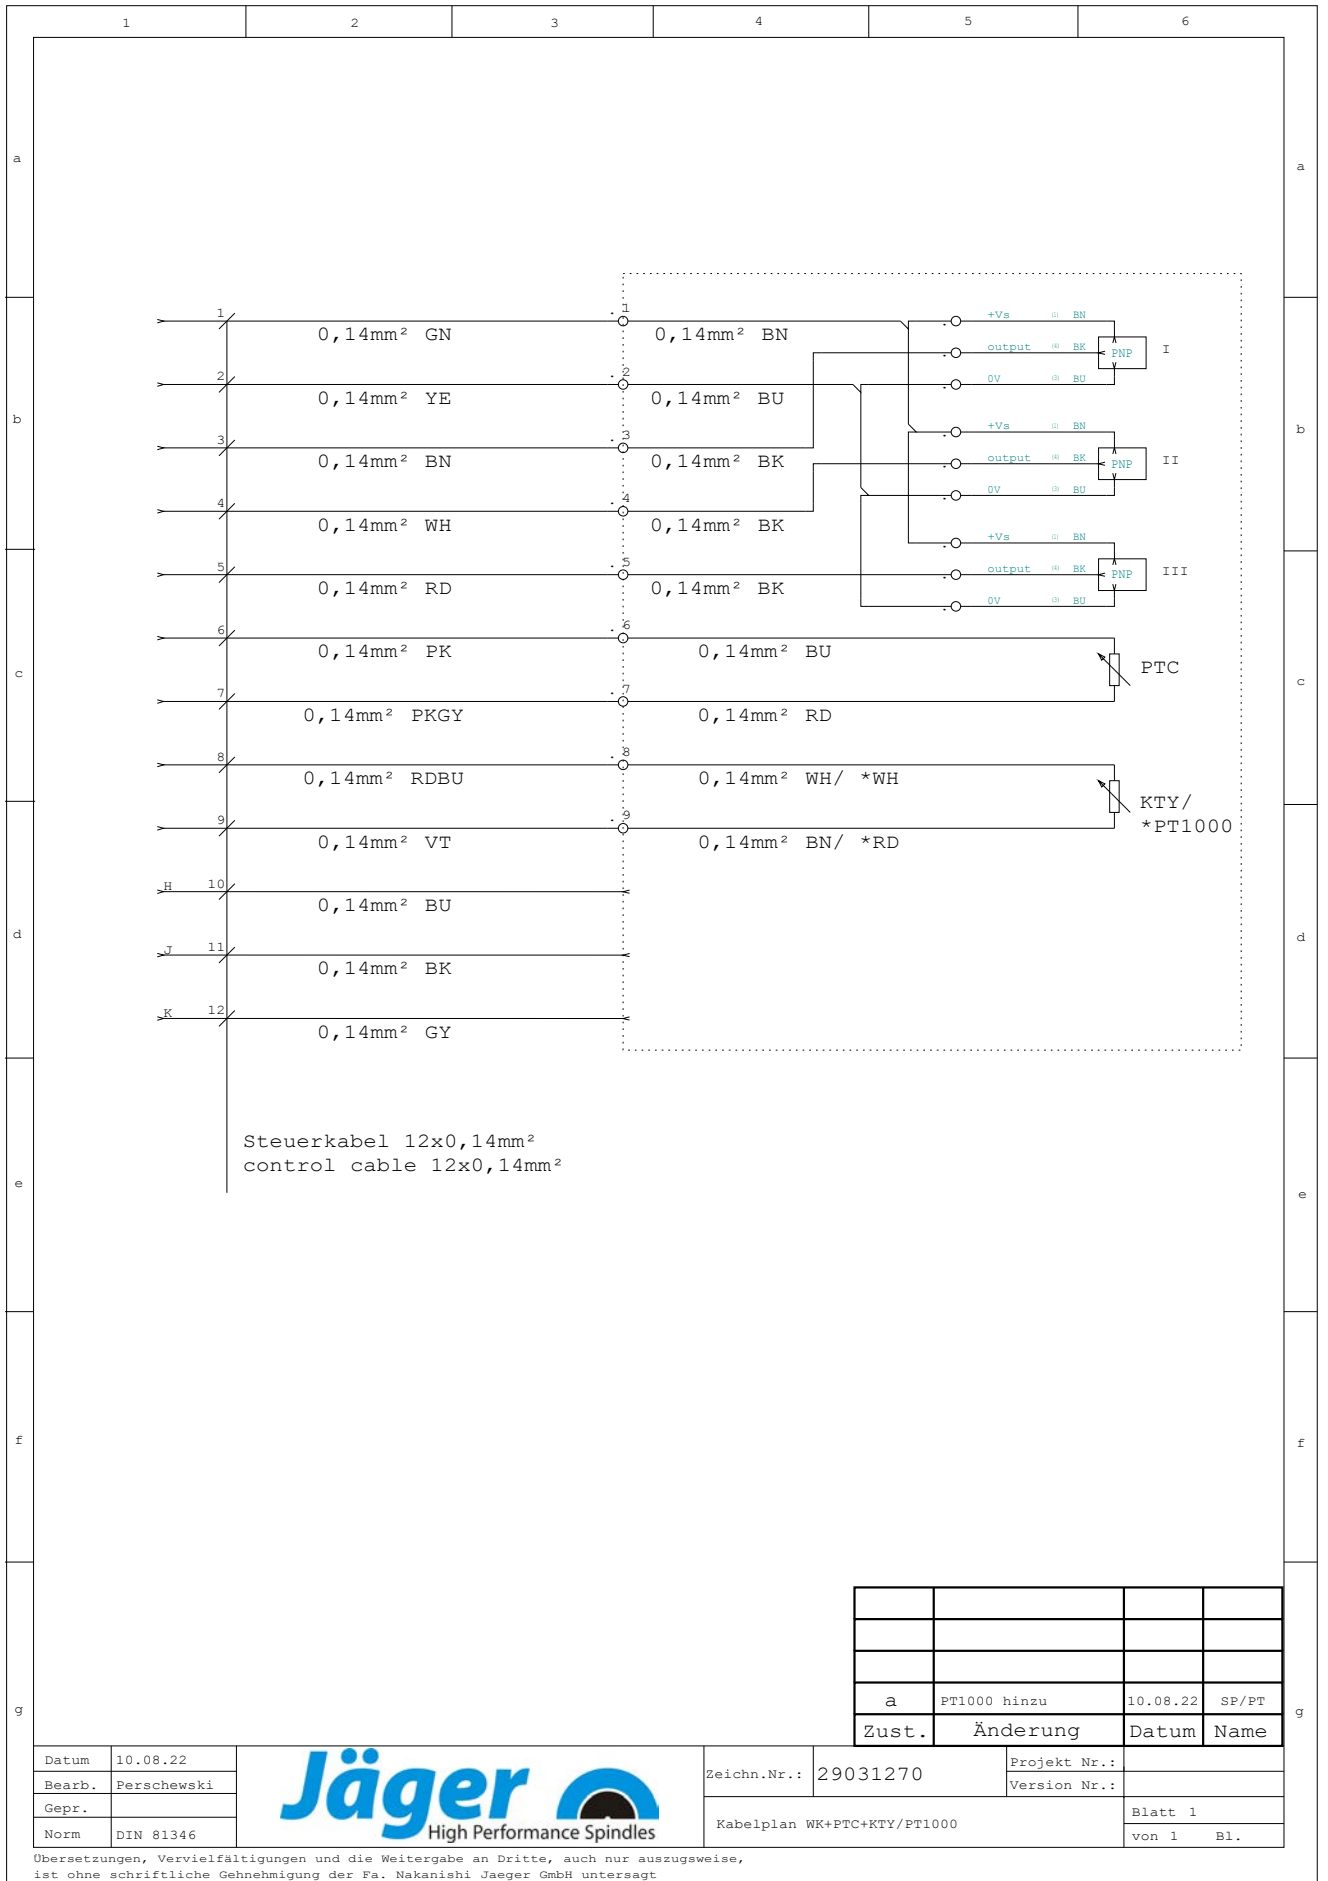 1 2 3 4 5 6
a a
1 0,14mm² GN 1 0,14mm² BN +Vs (1) BN
output (4) BK PNP I
2 0,14mm² YE 2 0,14mm² BU 0V (3) BU
b b
3 0,14mm² BN 3 0,14mm² BK +Vs (1) BN
output (4) BK PNP II
4 0,14mm² WH 4 0,14mm² BK 0V (3) BU
+Vs (1) BN
5 0,14mm² RD 5 0,14mm² BK output (4) BK PNP III
0V (3) BU
6 0,14mm² PK 6 0,14mm² BU
c PTC c
7 0,14mm² PKGY 7 0,14mm² RD
8 0,14mm² RDBU 8 0,14mm² WH/ *WH
KTY/
*PT1000
9 0,14mm² VT 9 0,14mm² BN/ *RD
H 10 0,14mm² BU
d d
J 11 0,14mm² BK
K 12 0,14mm² GY
Steuerkabel 12x0,14mm²
control cable 12x0,14mm²
e e
f f
g g
a PT1000 hinzu 10.08.22 SP/PT
Zust. Änderung Datum Name
Datum 10.08.22
Bearb. Perschewski
Gepr.
Norm DIN 81346
Jäger
High Performance Spindles
Zeichn.Nr.: 29031270
Projekt Nr.:
Version Nr.:
Kabelplan WK+PTC+KTY/PT1000
Blatt 1
von 1 Bl.
Übersetzungen, Vervielfältigungen und die Weitergabe an Dritte, auch nur auszugsweise,
ist ohne schriftliche Gehnehmigung der Fa. Nakanishi Jaeger GmbH untersagt